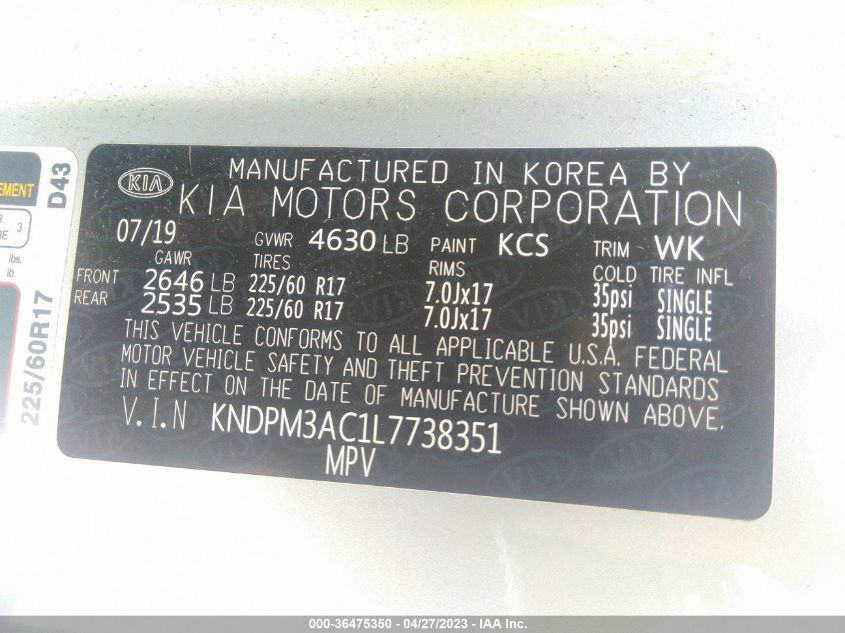 KIA
MANUFACTURED IN KOREA BY
KIA MOTORS CORPORATION
07/19 GVWR 4630 LB PAINT KCS TRIM WK
GAWR TIRES RIMS COLD TIRE INFL
FRONT 2646 LB 225/60 R17 7.0Jx17 35psi SINGLE
REAR 2535 LB 225/60 R17 7.0Jx17 35psi SINGLE
THIS VEHICLE CONFORMS TO ALL APPLICABLE U.S.A. FEDERAL
MOTOR VEHICLE SAFETY AND THEFT PREVENTION STANDARDS
IN EFFECT ON THE DATE OF MANUFACTURE SHOWN ABOVE.
V.I.N KNDPM3AC1L7738351
MPV
D43
3
lbs.
lb.
225/60R17
000-36475350 - 04/27/2023 - IAA Inc.